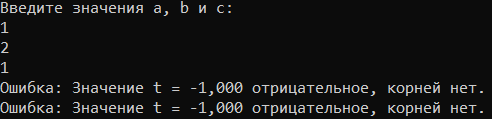 Введите значения a, b и c:
1
2
1
Ошибка: Значение t = -1,000 отрицательное, корней нет.
Ошибка: Значение t = -1,000 отрицательное, корней нет.